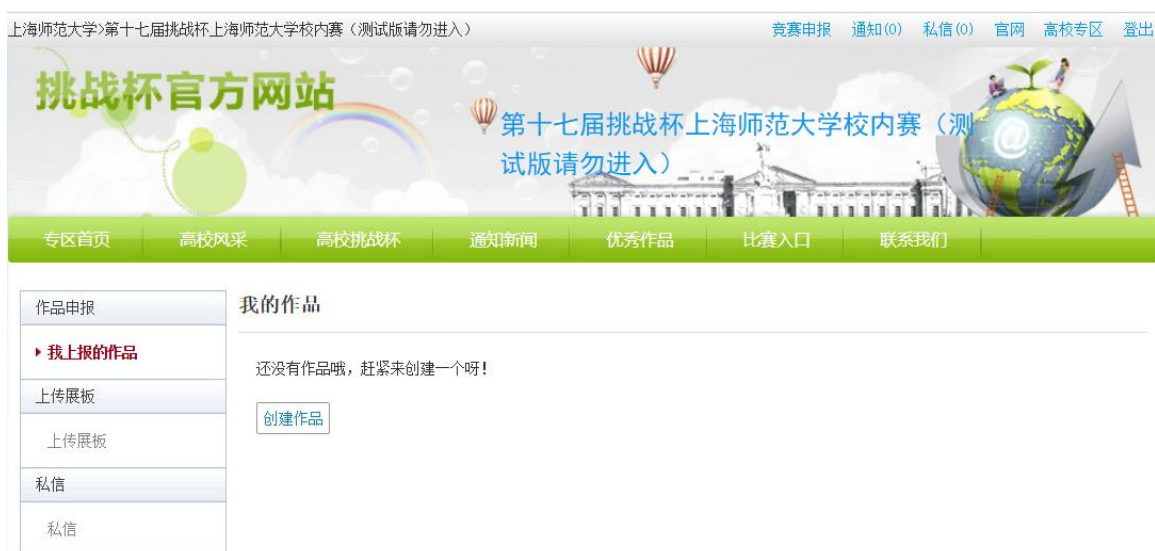 上海师范大学>第十七届挑战杯上海师范大学校内赛（测试版请勿进入）
竞赛申报 通知(0) 私信(0) 官网 高校专区 登出
挑战杯官方网站
第十七届挑战杯上海师范大学校内赛（测
试版请勿进入）
@
专区首页 高校风采 高校挑战杯 通知新闻 优秀作品 比赛入口 联系我们
作品申报
我上报的作品
上传展板
上传展板
私信
私信
我的作品
还没有作品哦，赶紧来创建一个呀!
创建作品